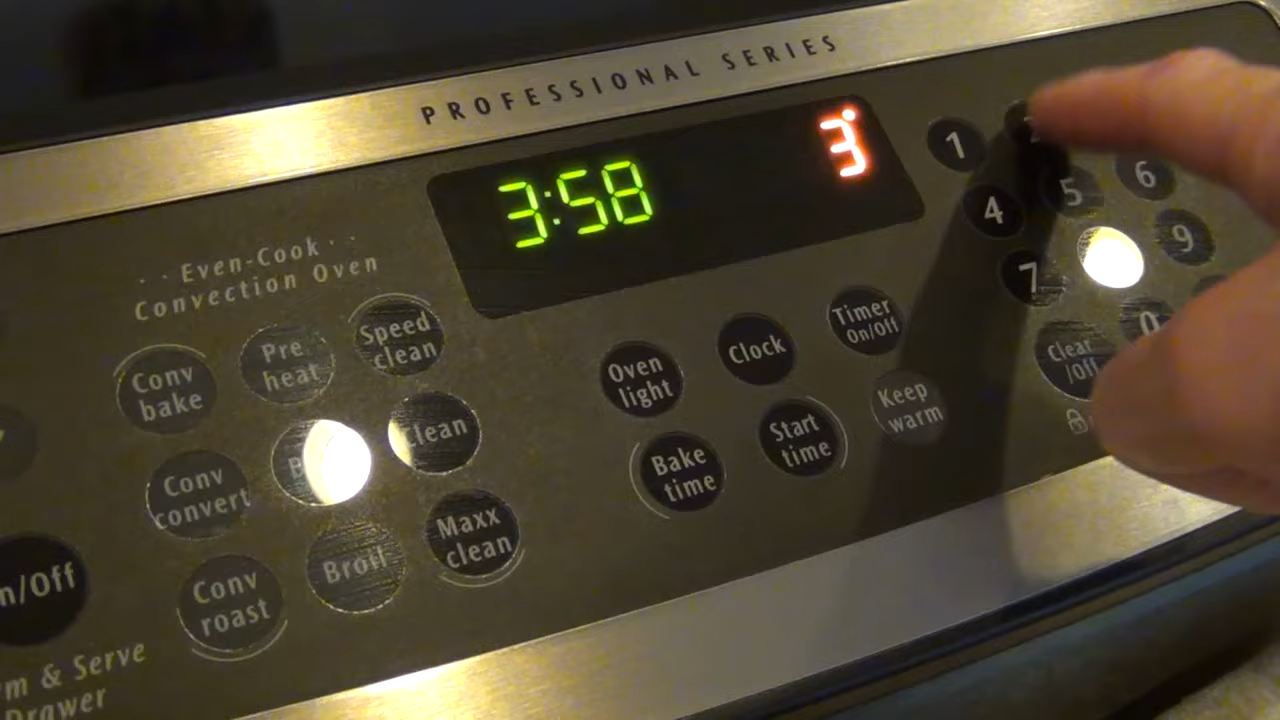 PROFESSIONAL SERIES
3:58
3°
·· Even-Cook ··
Convection Oven
Conv
bake
Pre
heat
Speed
clean
Conv
convert
Clean
Conv
roast
Broil
Maxx
clean
Oven
light
Clock
Timer
On/Off
Bake
time
Start
time
Keep
warm
1
4
5
6
7
9
0
Clear
/Off
n/Off
m & Serve
Drawer